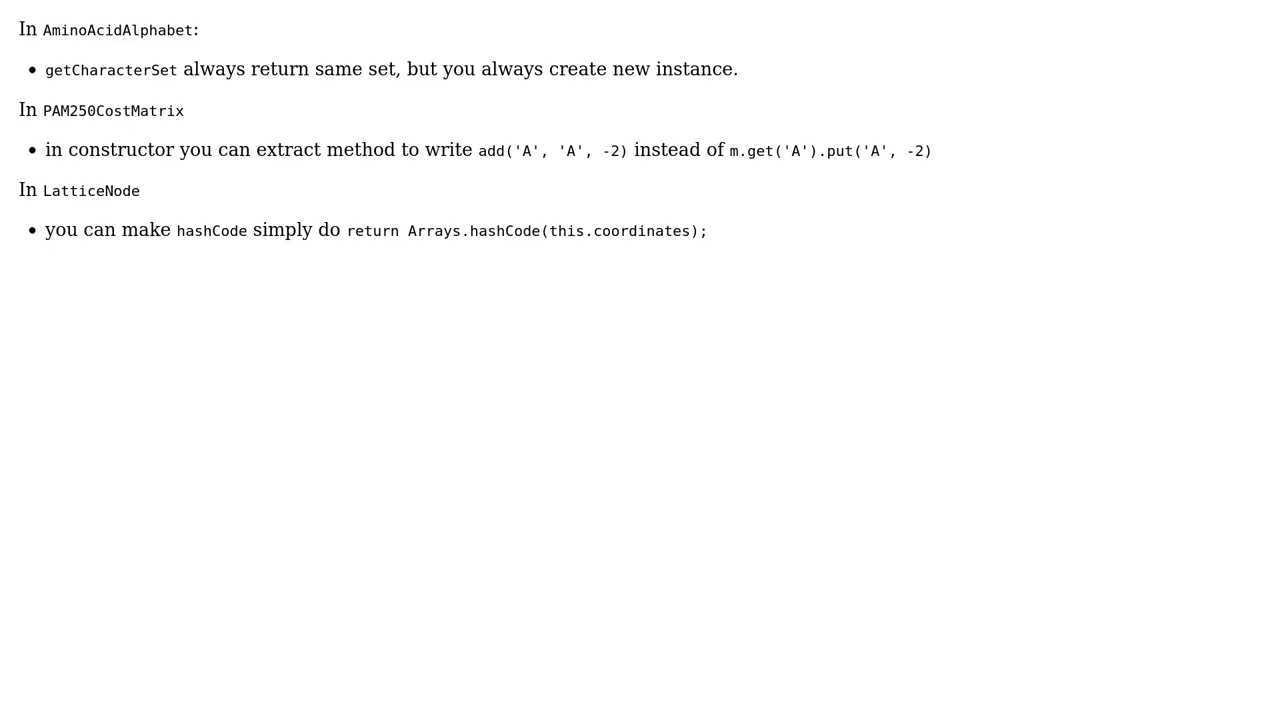 In AminoAcidAlphabet:
• getCharacterSet always return same set, but you always create new instance.
In PAM250CostMatrix
• in constructor you can extract method to write add('A', 'A', -2) instead of m.get('A').put('A', -2)
In LatticeNode
• you can make hashCode simply do return Arrays.hashCode(this.coordinates);